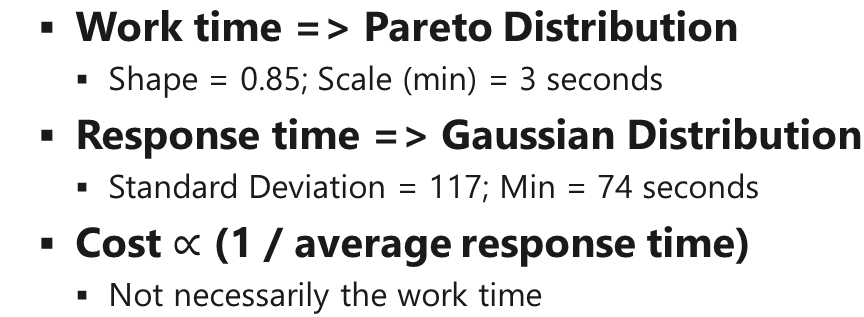 ▪ Work time => Pareto Distribution
▪ Shape = 0.85; Scale (min) = 3 seconds
▪ Response time => Gaussian Distribution
▪ Standard Deviation = 117; Min = 74 seconds
▪ Cost ∝ (1 / average response time)
▪ Not necessarily the work time